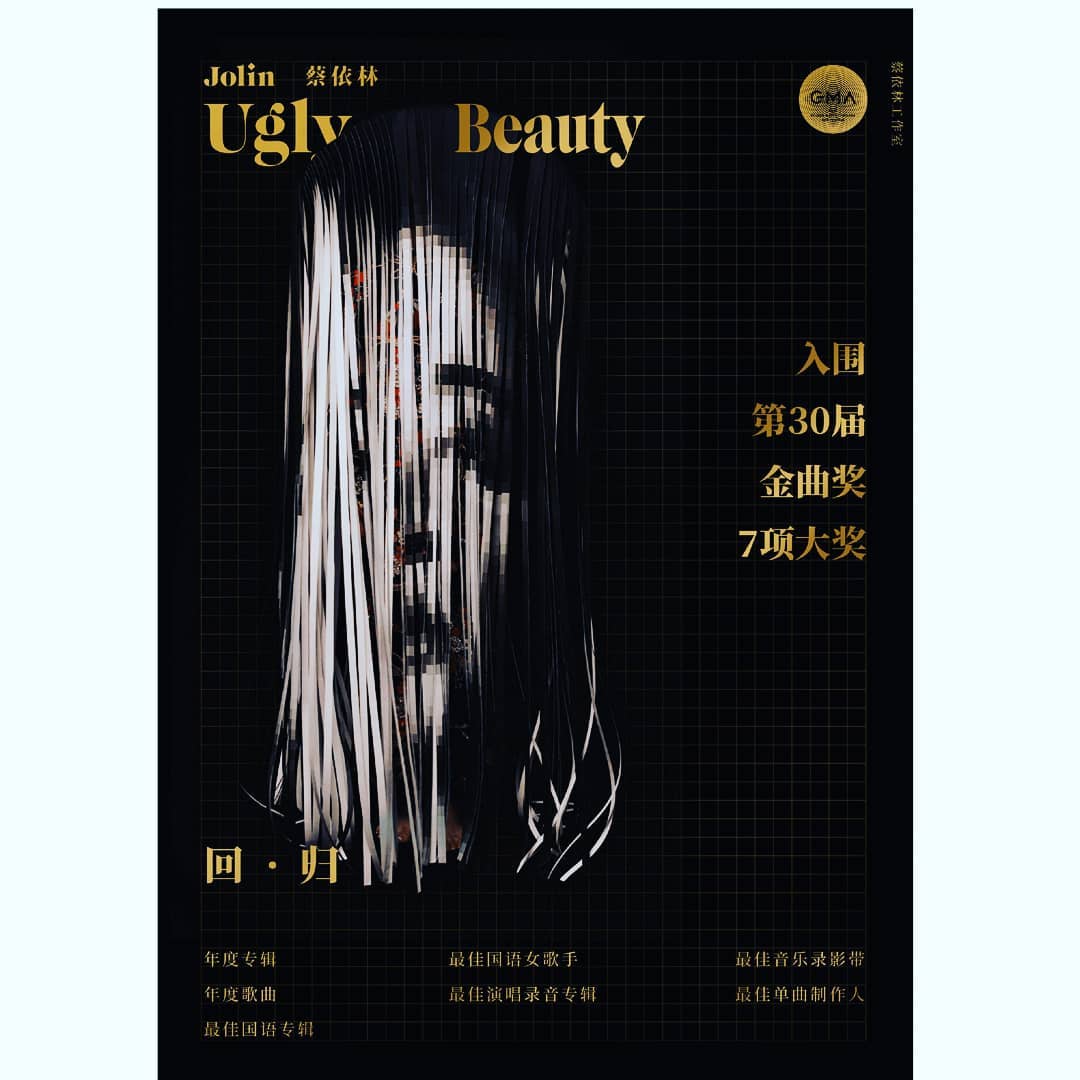 Jolin 蔡依林
Ugly Beauty
GMA
蔡依林工作室
入围
第30届
金曲奖
7项大奖
回·归
年度专辑
年度歌曲
最佳国语专辑
最佳国语女歌手
最佳演唱录音专辑
最佳音乐录影带
最佳单曲制作人